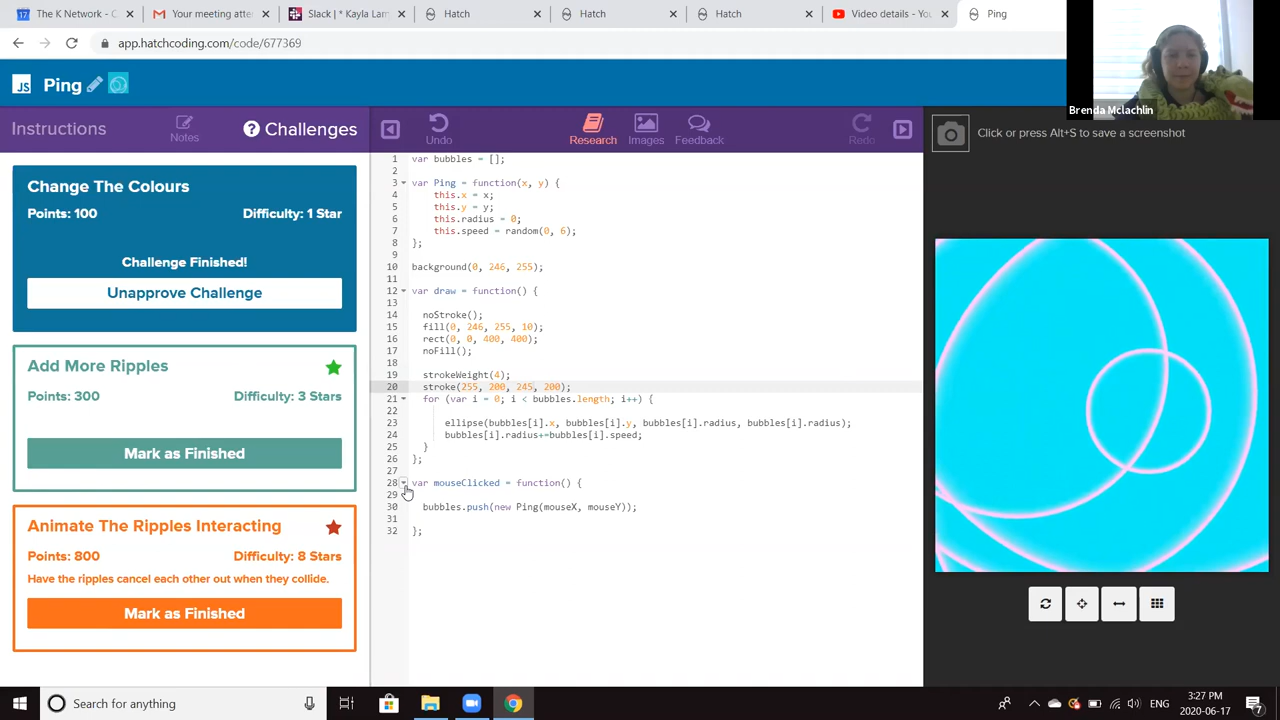 17 The K Network - C
Your meeting atte
Slack | * Kayla Lam
Hatch
Hatch
Hatch
Video details - You
Ping
app.hatchcoding.com/code/677369
JS Ping
Brenda Mclachlin
Instructions
Notes
Challenges
Undo
Research
Images
Feedback
Redo
Click or press Alt+S to save a screenshot
Change The Colours
Points: 100
Difficulty: 1 Star
Challenge Finished!
Unapprove Challenge
Add More Ripples
Points: 300
Difficulty: 3 Stars
Mark as Finished
Animate The Ripples Interacting
Points: 800
Difficulty: 8 Stars
Have the ripples cancel each other out when they collide.
Mark as Finished
1 var bubbles = [];
2
3 var Ping = function(x, y) {
4 this.x = x;
5 this.y = y;
6 this.radius = 0;
7 this.speed = random(0, 6);
8 };
9
10 background(0, 246, 255);
11
12 var draw = function() {
13
14 noStroke();
15 fill(0, 246, 255, 10);
16 rect(0, 0, 400, 400);
17 noFill();
18
19 strokeWeight(4);
20 stroke(255, 200, 245, 200);
21 for (var i = 0; i < bubbles.length; i++) {
22
23 ellipse(bubbles[i].x, bubbles[i].y, bubbles[i].radius, bubbles[i].radius);
24 bubbles[i].radius+=bubbles[i].speed;
25 }
26 };
27
28 var mouseClicked = function() {
29
30 bubbles.push(new Ping(mouseX, mouseY));
31
32 };
Search for anything
ENG
3:27 PM
2020-06-17
7